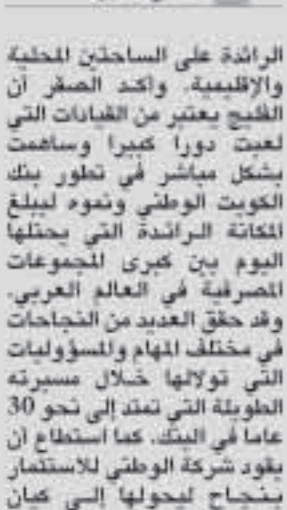 الرائدة على الساحتين المحلية
والإقليمية. وأكد الصقر أن
الفليج يعتبر من القيادات التي
لعبت دورا كبيرا وساهمت
بشكل مباشر في تطور بنك
الكويت الوطني ونموه ليبلغ
المكانة الرائدة التي يحتلها
اليوم بين كبرى المجموعات
المصرفية في العالم العربي.
وقد حقق العديد من النجاحات
في مختلف المهام والمسؤوليات
التي تولالها خلال مسيرته
الطويلة التي تمتد إلى نحو 30
عاما في البنك. كما استطاع أن
يقود شركة الوطني للاستثمار
بنجاح ليحولها إلى كيان